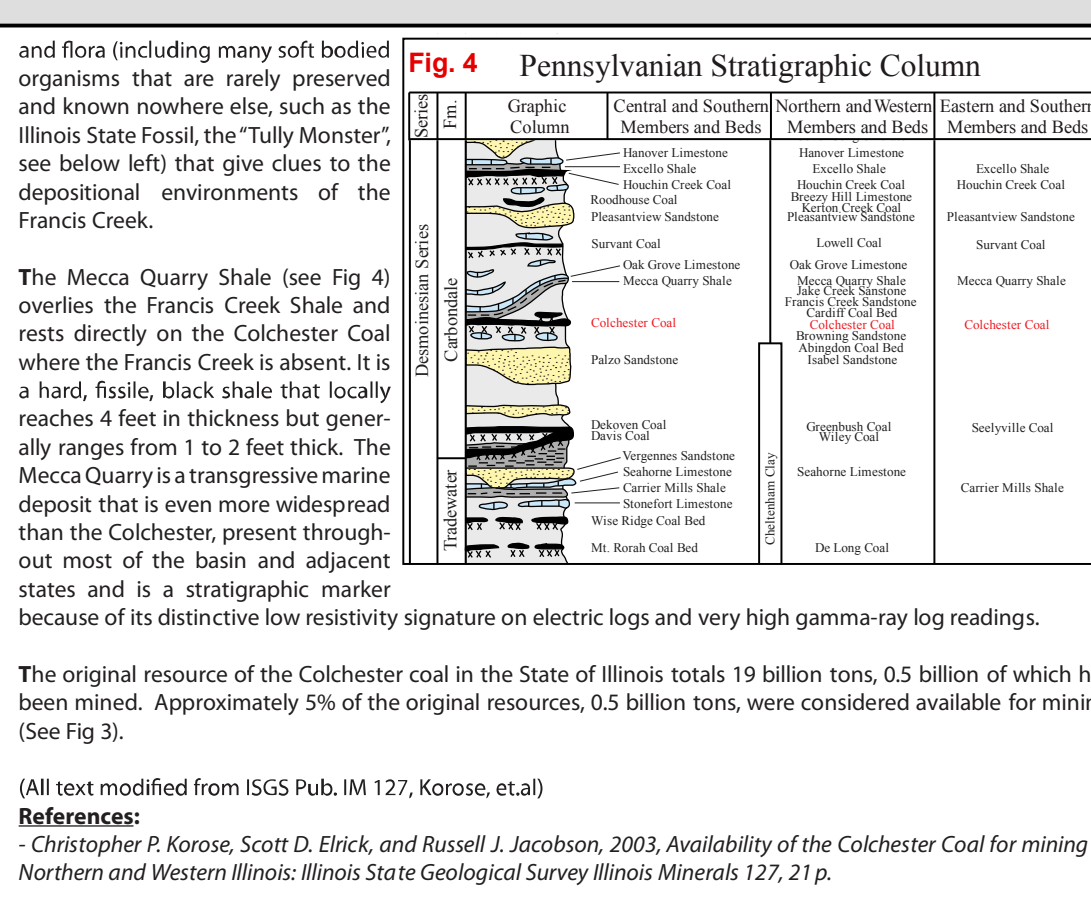 and flora (including many soft bodied
organisms that are rarely preserved
and known nowhere else, such as the
Illinois State Fossil, the “Tully Monster”,
see below left) that give clues to the
depositional environments of the
Francis Creek.
The Mecca Quarry Shale (see Fig 4)
overlies the Francis Creek Shale and
rests directly on the Colchester Coal
where the Francis Creek is absent. It is
a hard, fissile, black shale that locally
reaches 4 feet in thickness but gener-
ally ranges from 1 to 2 feet thick. The
Mecca Quarry is a transgressive marine
deposit that is even more widespread
than the Colchester, present through-
out most of the basin and adjacent
states and is a stratigraphic marker
because of its distinctive low resistivity signature on electric logs and very high gamma-ray log readings.
Fig. 4
Pennsylvanian Stratigraphic Column
Series
Fm.
Graphic
Column
Central and Southern
Members and Beds
Northern and Western
Members and Beds
Eastern and Southern
Members and Beds
Desmoinesian Series
Carbondale
Tradewater
Hanover Limestone
Excello Shale
Houchin Creek Coal
Roodhouse Coal
Pleasantview Sandstone
Survant Coal
Oak Grove Limestone
Mecca Quarry Shale
Colchester Coal
Palzo Sandstone
Dekoven Coal
Davis Coal
Vergennes Sandstone
Seahorne Limestone
Carrier Mills Shale
Stonefort Limestone
Wise Ridge Coal Bed
Mt. Rorah Coal Bed
Cheltenham Clay
Hanover Limestone
Excello Shale
Houchin Creek Coal
Breezy Hill Limestone
Kerton Creek Coal
Pleasantview Sandstone
Lowell Coal
Oak Grove Limestone
Mecca Quarry Shale
Jake Creek Sanstone
Francis Creek Sandstone
Cardiff Coal Bed
Colchester Coal
Browning Sandstone
Abingdon Coal Bed
Isabel Sandstone
Greenbush Coal
Wiley Coal
Seahorne Limestone
De Long Coal
Excello Shale
Houchin Creek Coal
Pleasantview Sandstone
Survant Coal
Mecca Quarry Shale
Colchester Coal
Seelyville Coal
Carrier Mills Shale
The original resource of the Colchester coal in the State of Illinois totals 19 billion tons, 0.5 billion of which h
been mined. Approximately 5% of the original resources, 0.5 billion tons, were considered available for minin
(See Fig 3).
(All text modified from ISGS Pub. IM 127, Korose, et.al)
References:
- Christopher P. Korose, Scott D. Elrick, and Russell J. Jacobson, 2003, Availability of the Colchester Coal for mining
Northern and Western Illinois: Illinois State Geological Survey Illinois Minerals 127, 21 p.